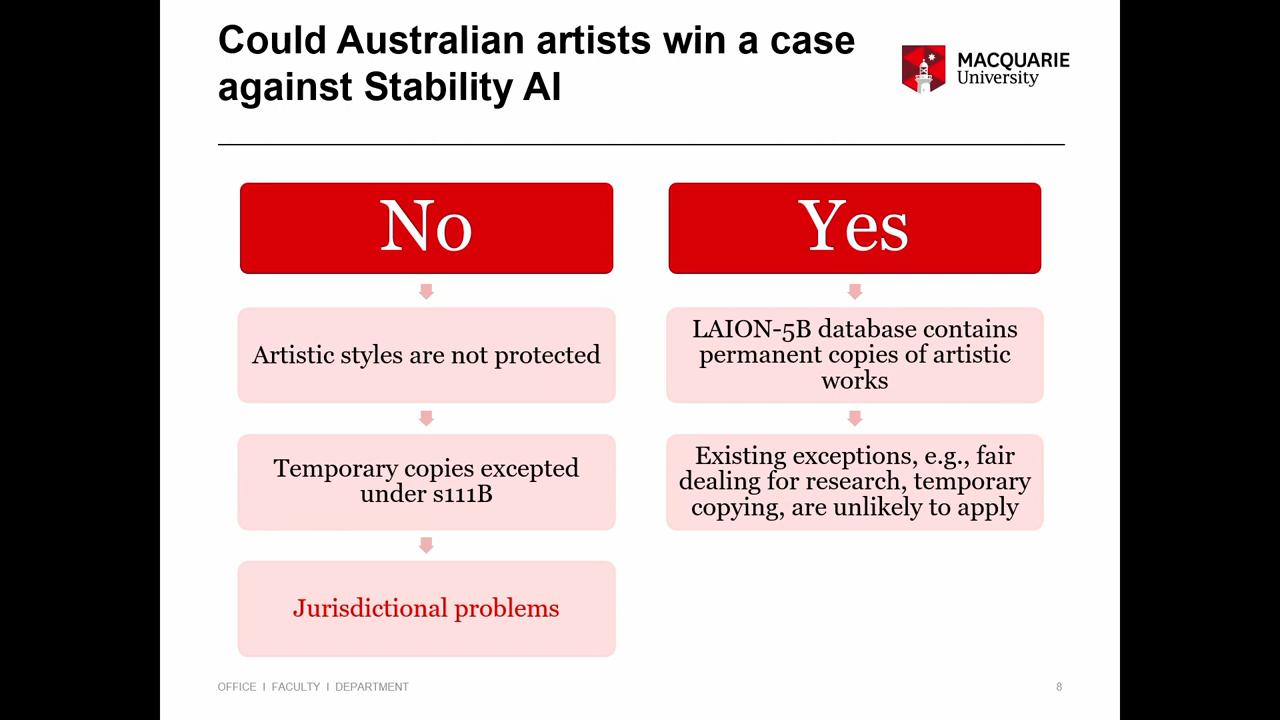 Could Australian artists win a case
against Stability AI
MACQUARIE
University
No
Artistic styles are not protected
Temporary copies excepted
under s111B
Jurisdictional problems
Yes
LAION-5B database contains
permanent copies of artistic
works
Existing exceptions, e.g., fair
dealing for research, temporary
copying, are unlikely to apply
OFFICE I FACULTY I DEPARTMENT
8